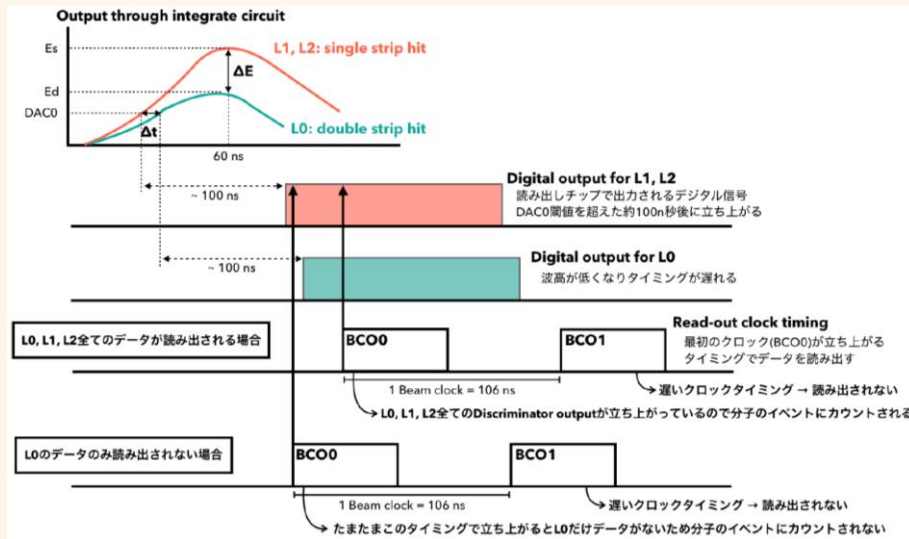 Output through integrate circuit
Es
L1, L2: single strip hit
ΔE
Ed
DAC0
Δt
L0: double strip hit
60 ns
Digital output for L1, L2
~ 100 ns
読み出しチップで出力されるデジタル信号
DAC0閾値を超えた約100n秒後に立ち上がる
Digital output for L0
~ 100 ns
波高が低くなりタイミングが遅れる
Read-out clock timing
L0, L1, L2全てのデータが読み出される場合
BCO0
BCO1
最初のクロック(BCO0)が立ち上がる
タイミングでデータを読み出す
1 Beam clock = 106 ns
遅いクロックタイミング → 読み出されない
L0, L1, L2全てのDiscriminator outputが立ち上がっているので分子のイベントにカウントされる
L0のデータのみ読み出されない場合
BCO0
BCO1
1 Beam clock = 106 ns
遅いクロックタイミング → 読み出されない
たまたまこのタイミングで立ち上がるとL0だけデータがないため分子のイベントにカウントされない